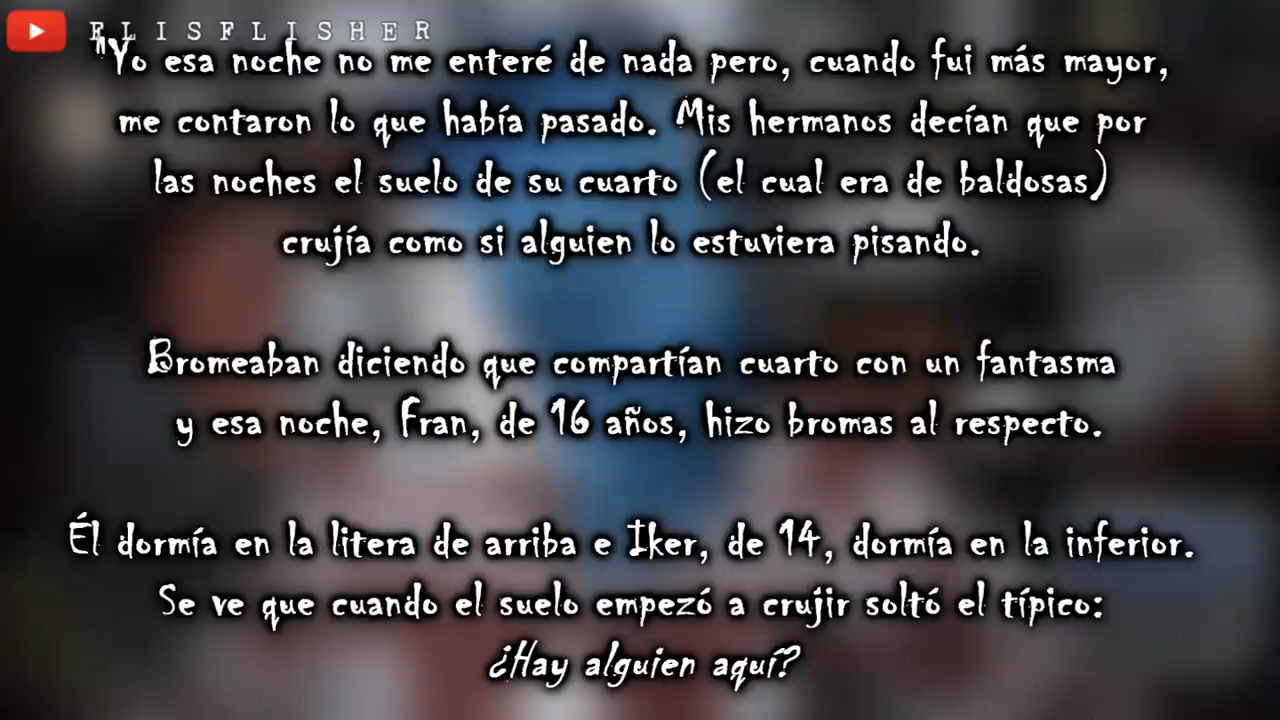 ELISFLISHER
"Yo esa noche no me enteré de nada pero, cuando fui más mayor,
me contaron lo que había pasado. Mis hermanos decían que por
las noches el suelo de su cuarto (el cual era de baldosas)
crujía como si alguien lo estuviera pisando.
Bromeaban diciendo que compartían cuarto con un fantasma
y esa noche, Fran, de 16 años, hizo bromas al respecto.
Él dormía en la litera de arriba e Iker, de 14, dormía en la inferior.
Se ve que cuando el suelo empezó a crujir soltó el típico:
¿Hay alguien aquí?